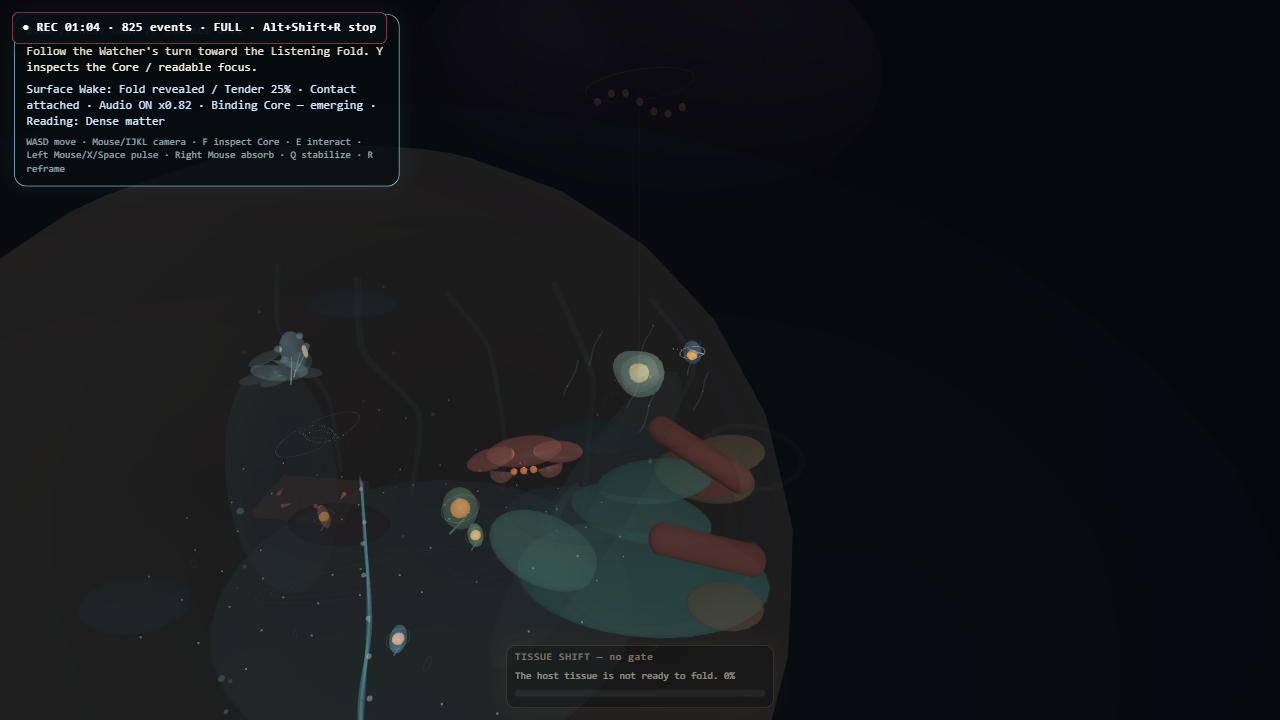 ● REC 01:04 · 825 events · FULL · Alt+Shift+R stop
Follow the Watcher's turn toward the Listening Fold. Y
inspects the Core / readable focus.
Surface Wake: Fold revealed / Tender 25% · Contact
attached · Audio ON x0.82 · Binding Core — emerging ·
Reading: Dense matter
WASD move · Mouse/IJKL camera · F inspect Core · E interact ·
Left Mouse/X/Space pulse · Right Mouse absorb · Q stabilize · R
reframe
TISSUE SHIFT — no gate
The host tissue is not ready to fold. 0%